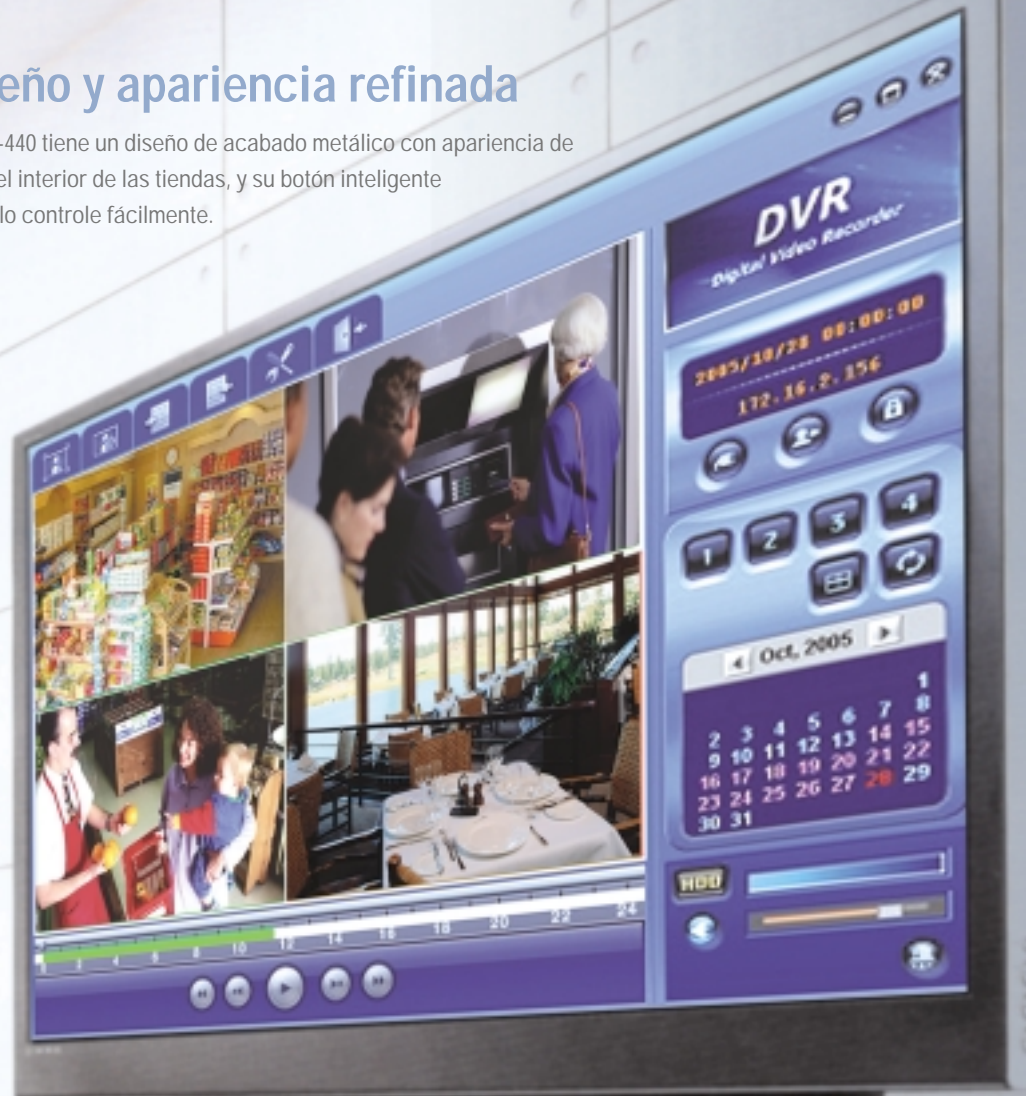 eño y apariencia refinada
-440 tiene un diseño de acabado metálico con apariencia de
el interior de las tiendas, y su botón inteligente
lo controle fácilmente.
DVR
Digital Video Recorder
2005/10/28 00:00:00
172.16.2.156
1 2 3 4
Oct, 2005
1
2 3 4 5 6 7 8
9 10 11 12 13 14 15
16 17 18 19 20 21 22
23 24 25 26 27 28 29
30 31
HDD
2 4 6 8 10 12 14 16 18 20 22 24